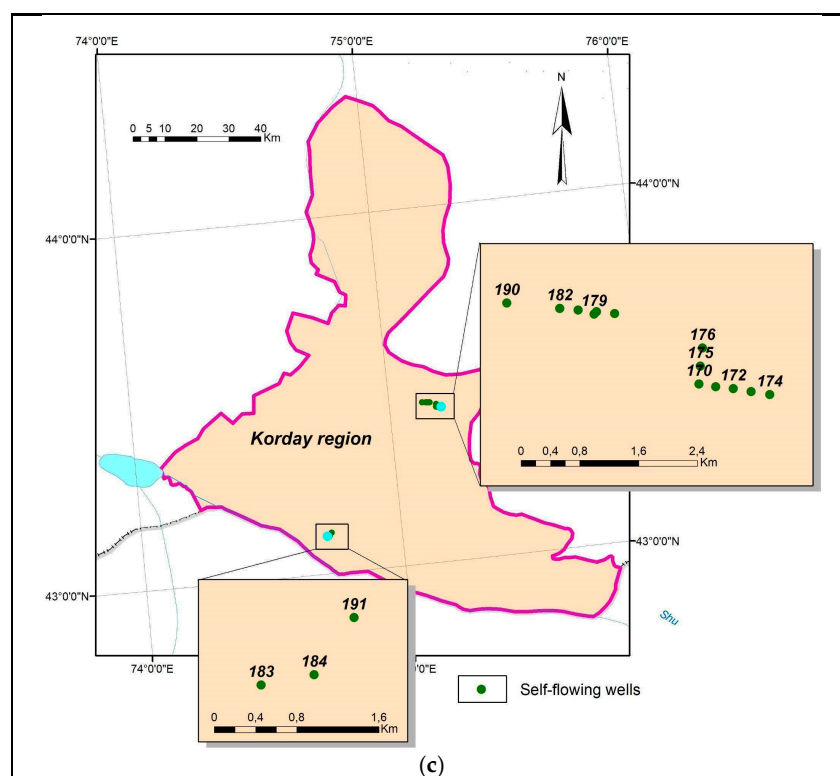 74°0'0"E
75°0'0"E
76°0'0"E
N
0 5 10 20 30 40
Km
44°0'0"N
44°0'0"N
190
182
179
176
175
170
172
174
Korday region
0 0,4 0,8 1,6 2,4
Km
43°0'0"N
43°0'0"N
191
184
183
Shu
74°0'0"E
0'0"E
Self-flowing wells
0 0,4 0,8 1,6
Km
(c)